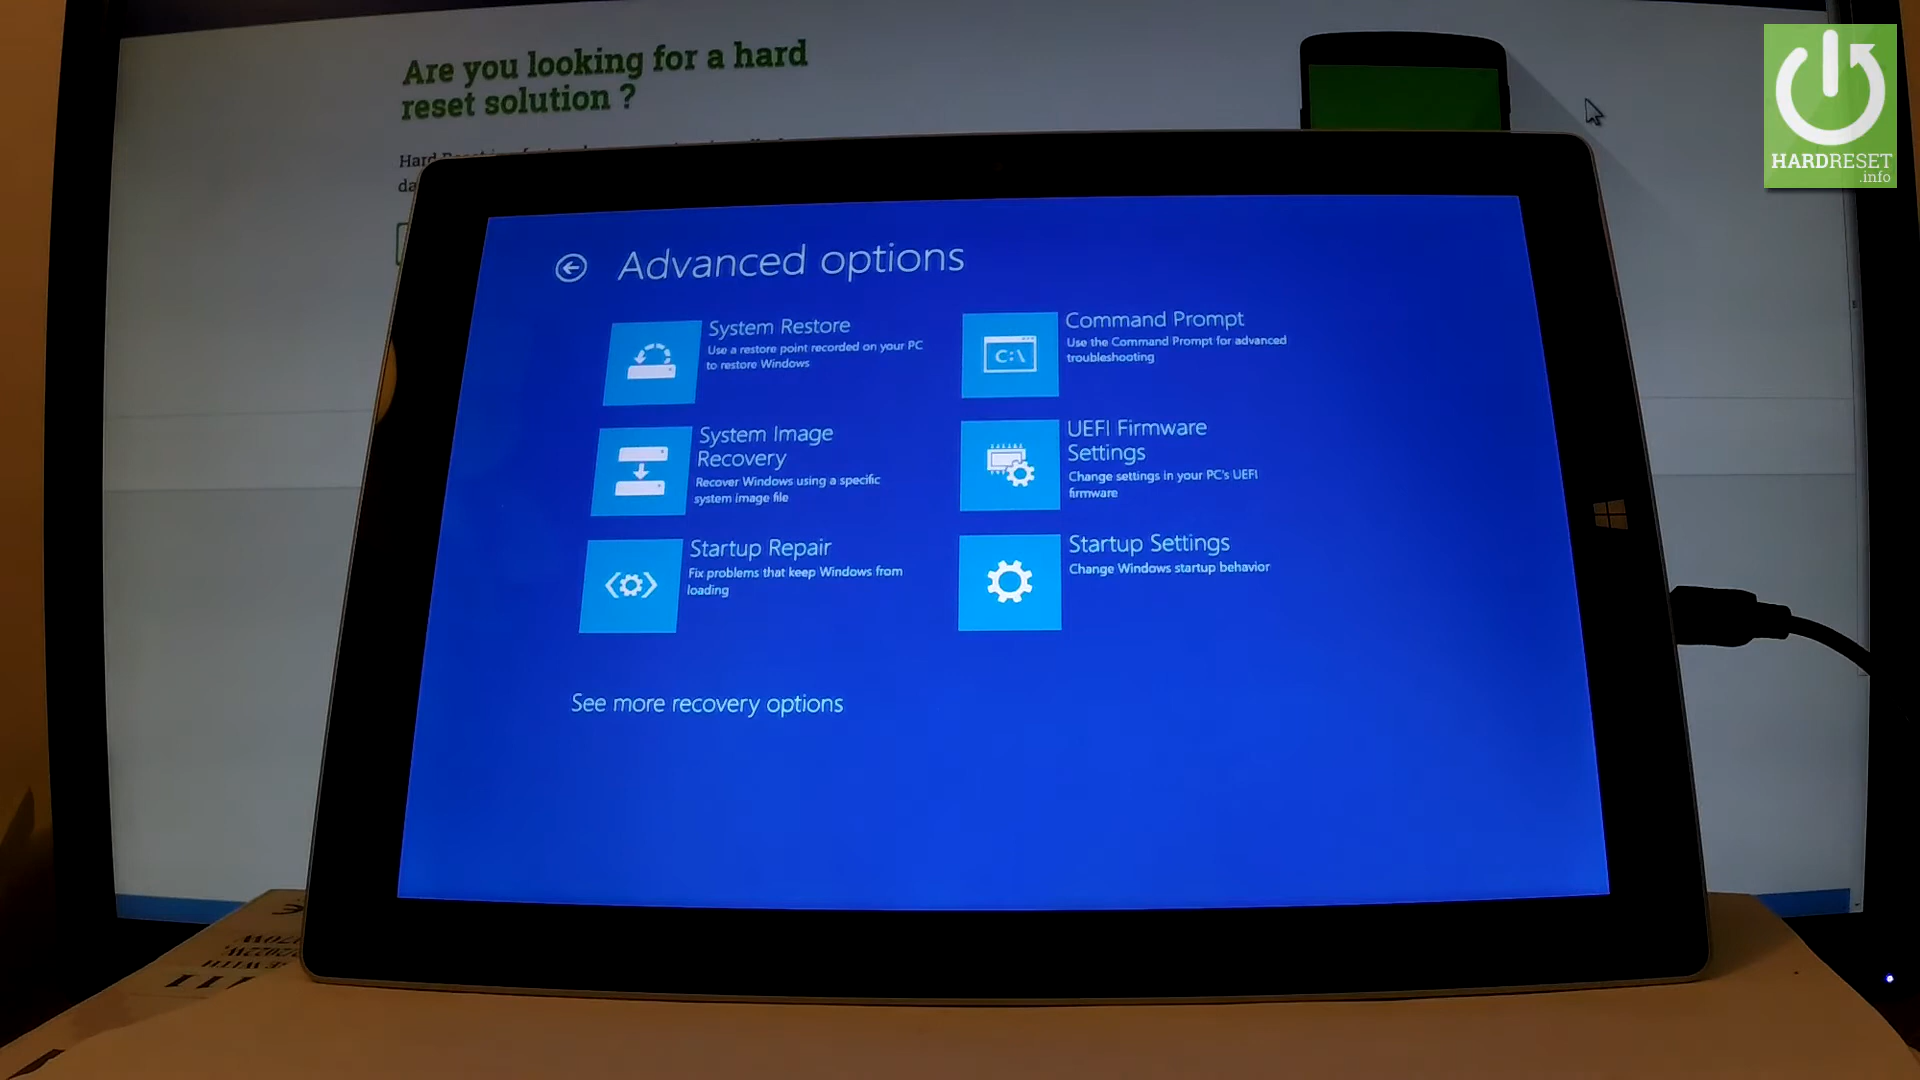 Are you looking for a hard
reset solution ?
Hard
da
HARDRESET
.info
Advanced options
System Restore
Use a restore point recorded on your PC
to restore Windows
Command Prompt
Use the Command Prompt for advanced
troubleshooting
C:\
System Image
Recovery
Recover Windows using a specific
system image file
UEFI Firmware
Settings
Change settings in your PC's UEFI
firmware
Startup Repair
Fix problems that keep Windows from
loading
Startup Settings
Change Windows startup behavior
See more recovery options